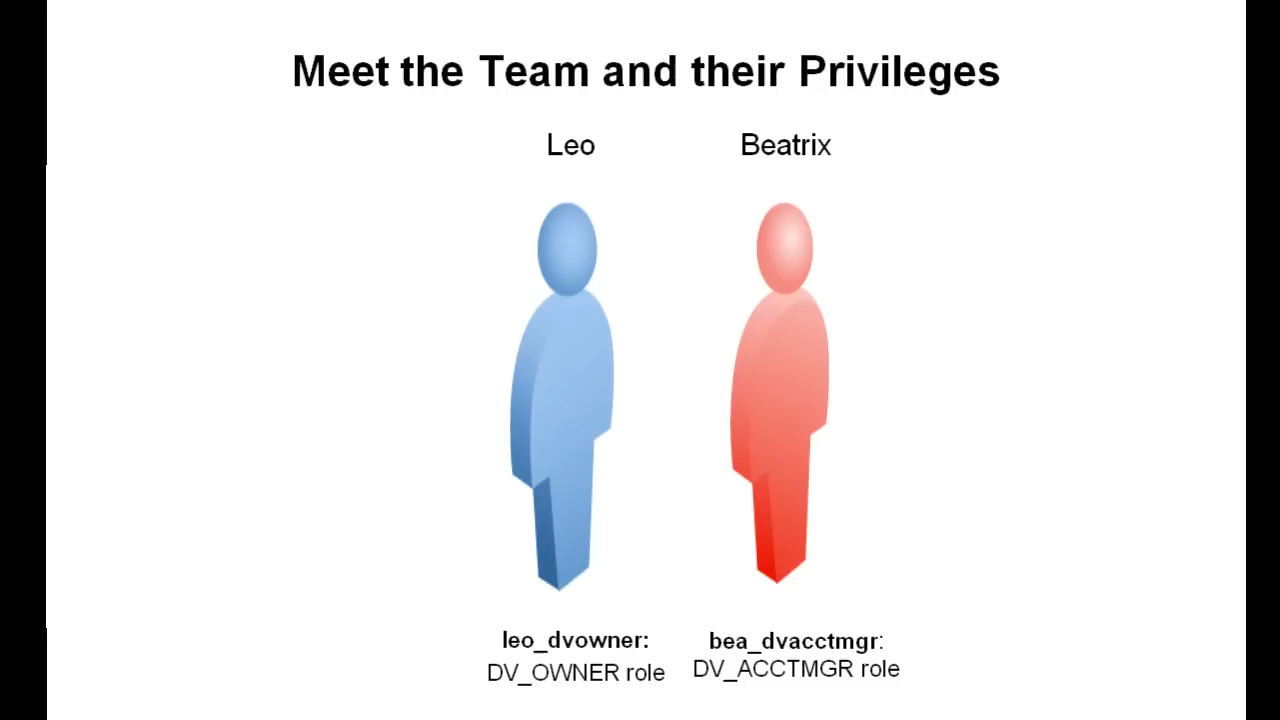 Meet the Team and their Privileges
Leo
Beatrix
leo_dvowner:
DV_OWNER role
bea_dvacctmgr:
DV_ACCTMGR role